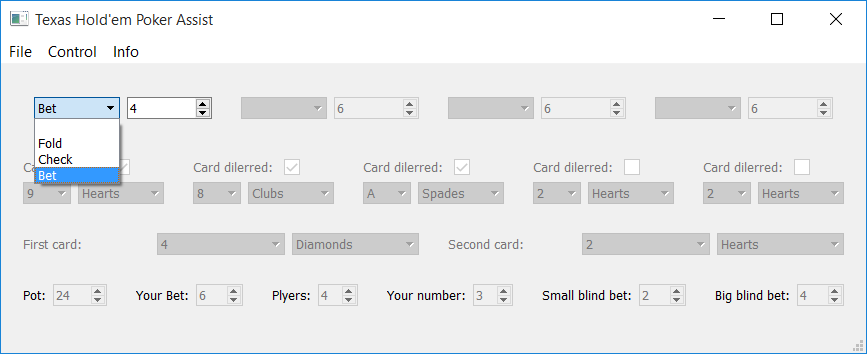 Texas Hold'em Poker Assist
File Control Info
Bet 4 6 6 6
Fold
Check
Bet
Ca Card dilerred: Card dilerred: Card dilerred: Card dilerred:
9 Hearts 8 Clubs A Spades 2 Hearts 2 Hearts
First card: 4 Diamonds Second card: 2 Hearts
Pot: 24 Your Bet: 6 Plyers: 4 Your number: 3 Small blind bet: 2 Big blind bet: 4